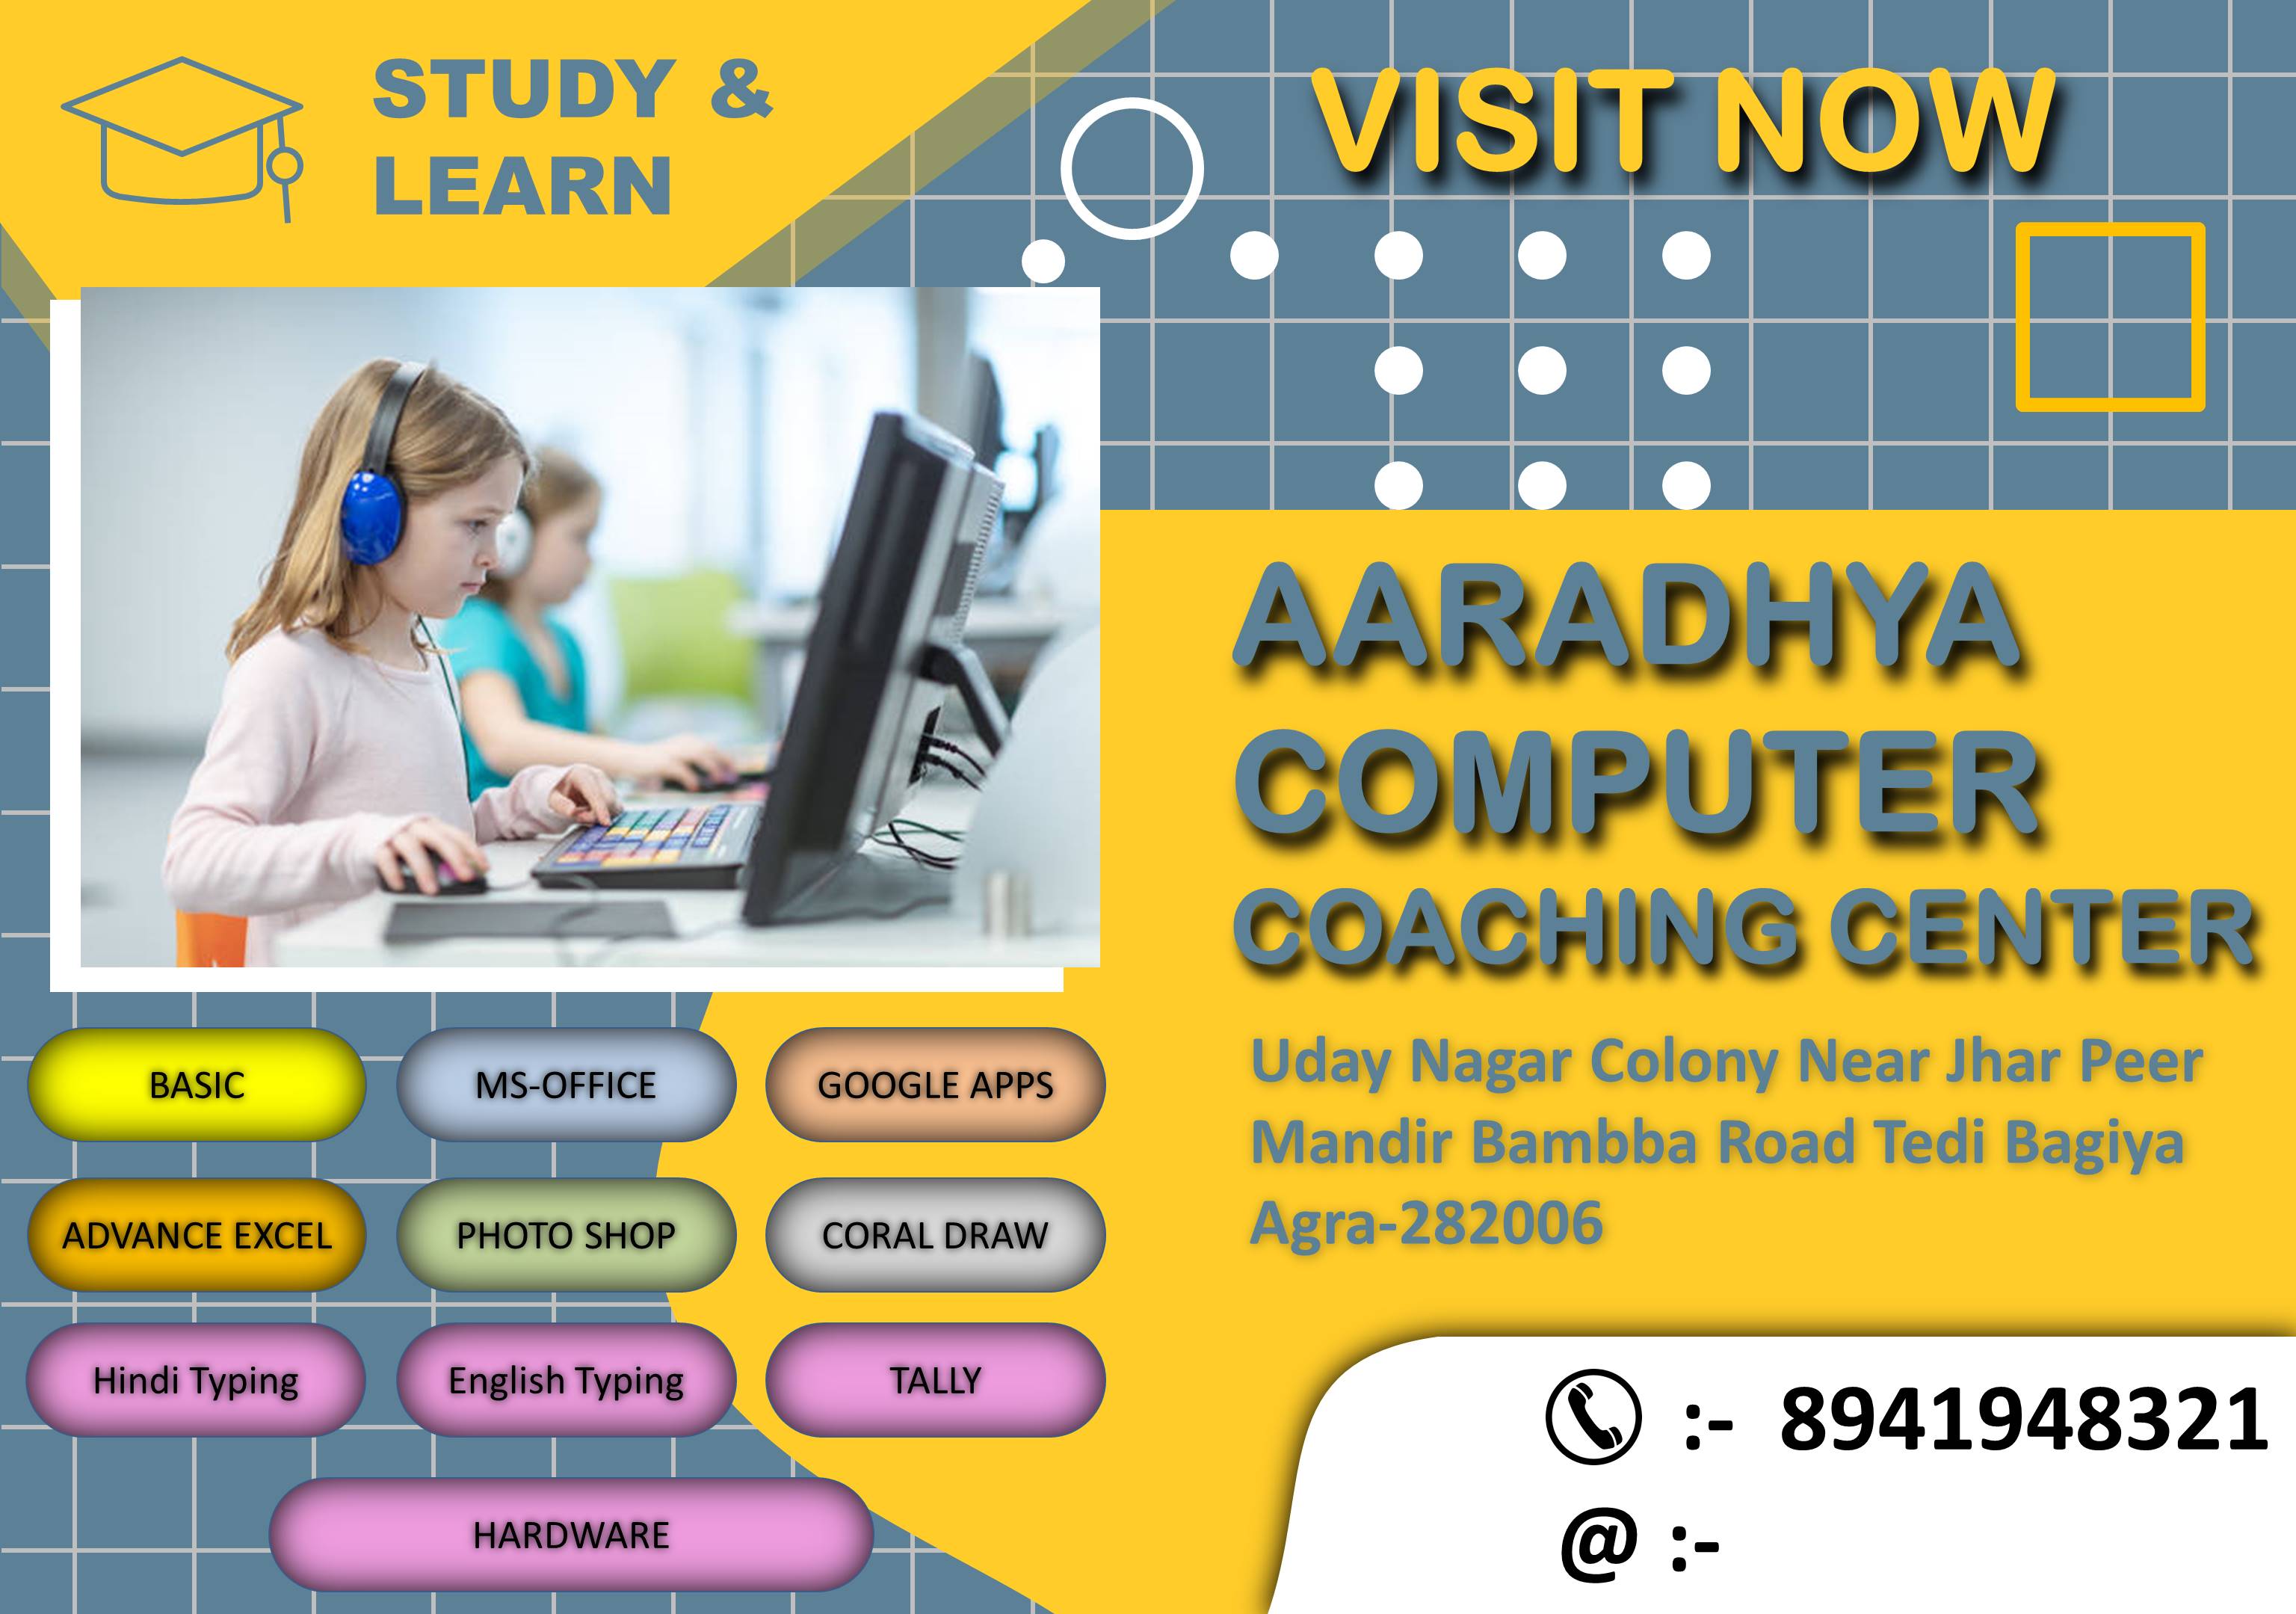 STUDY &
LEARN
VISIT NOW
AARADHYA
COMPUTER
COACHING CENTER
Uday Nagar Colony Near Jhar Peer
Mandir Bambba Road Tedi Bagiya
Agra-282006
BASIC
MS-OFFICE
GOOGLE APPS
ADVANCE EXCEL
PHOTO SHOP
CORAL DRAW
Hindi Typing
English Typing
TALLY
HARDWARE
:- 8941948321
@ :-